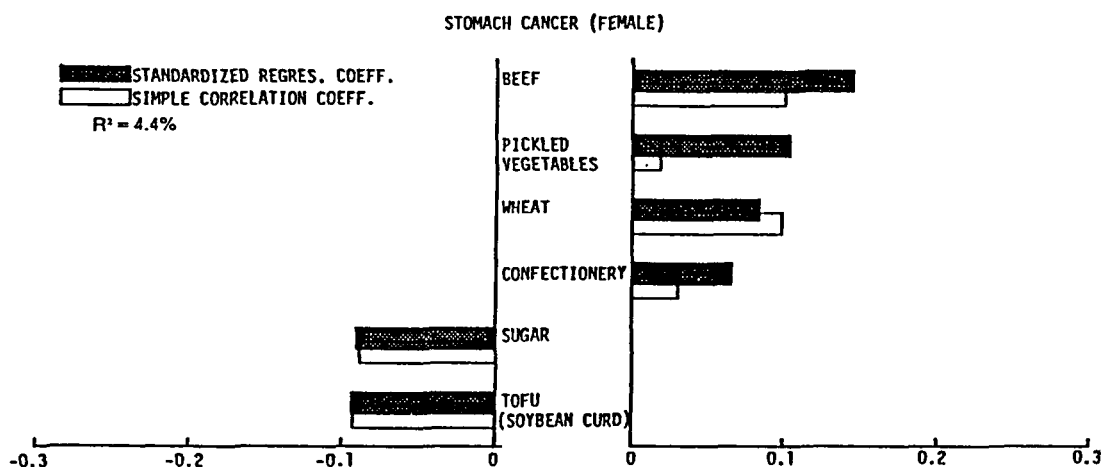 STOMACH CANCER (FEMALE)
STANDARDIZED REGRES. COEFF.
SIMPLE CORRELATION COEFF.
R² = 4.4%
BEEF
PICKLED
VEGETABLES
WHEAT
CONFECTIONERY
SUGAR
TOFU
(SOYBEAN CURD)
-0.3 -0.2 -0.1 0 0 0.1 0.2 0.3